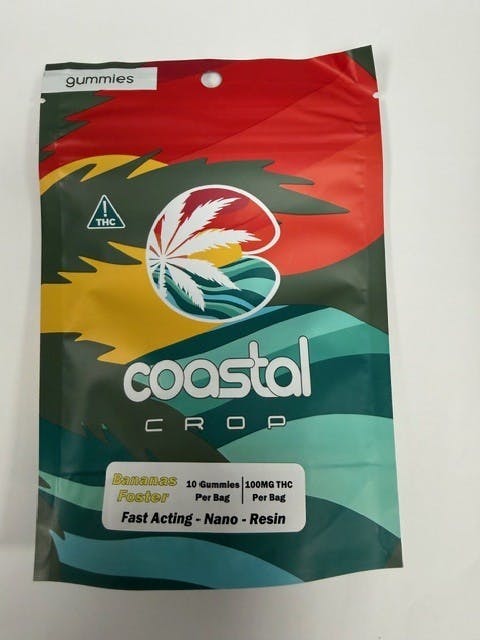 gummies
!
THC
coastal
CROP
Bananas Foster
10 Gummies Per Bag
100MG THC Per Bag
Fast Acting - Nano - Resin